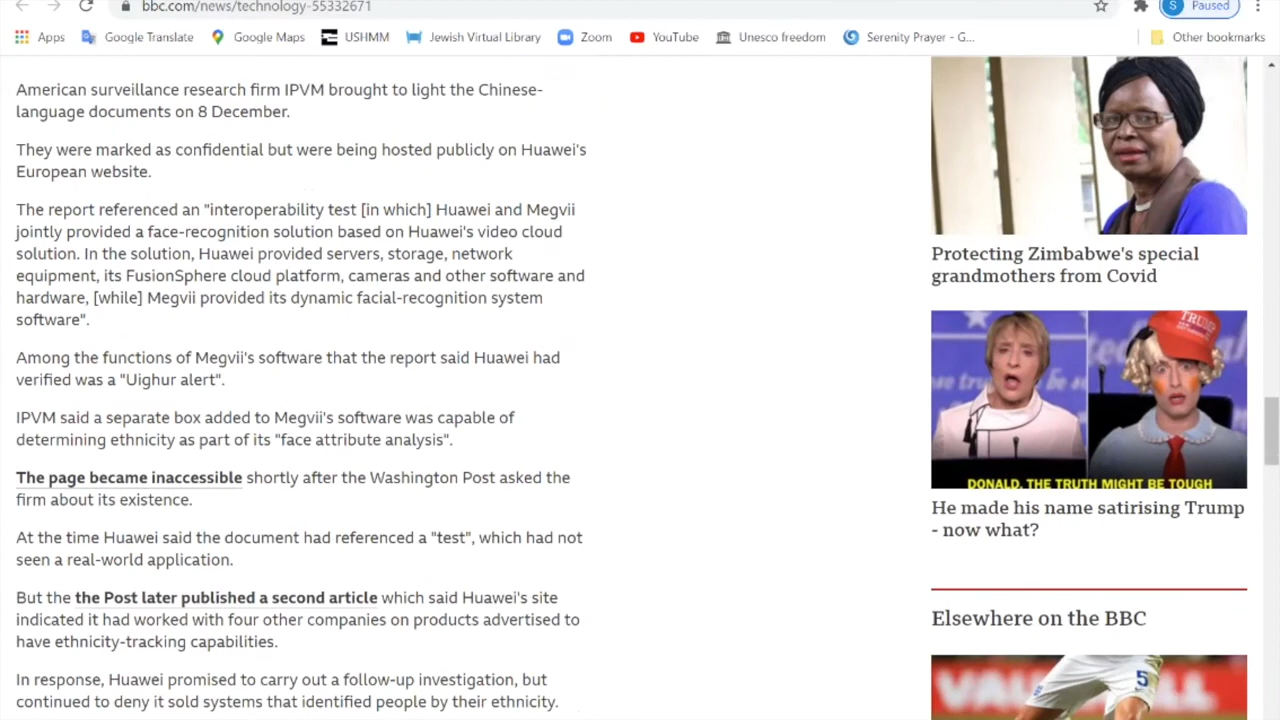 bbc.com/news/technology-55332671
S Paused
Apps Google Translate Google Maps USHMM Jewish Virtual Library Zoom YouTube Unesco freedom Serenity Prayer - G... Other bookmarks
American surveillance research firm IPVM brought to light the Chinese-
language documents on 8 December.
They were marked as confidential but were being hosted publicly on Huawei's
European website.
The report referenced an "interoperability test [in which] Huawei and Megvii
jointly provided a face-recognition solution based on Huawei's video cloud
solution. In the solution, Huawei provided servers, storage, network
equipment, its FusionSphere cloud platform, cameras and other software and
hardware, [while] Megvii provided its dynamic facial-recognition system
software".
Among the functions of Megvii's software that the report said Huawei had
verified was a "Uighur alert".
IPVM said a separate box added to Megvii's software was capable of
determining ethnicity as part of its "face attribute analysis".
The page became inaccessible shortly after the Washington Post asked the
firm about its existence.
At the time Huawei said the document had referenced a "test", which had not
seen a real-world application.
But the the Post later published a second article which said Huawei's site
indicated it had worked with four other companies on products advertised to
have ethnicity-tracking capabilities.
In response, Huawei promised to carry out a follow-up investigation, but
continued to deny it sold systems that identified people by their ethnicity.
Protecting Zimbabwe's special
grandmothers from Covid
TRUMP
DONALD, THE TRUTH MIGHT BE TOUGH
He made his name satirising Trump
- now what?
Elsewhere on the BBC
5